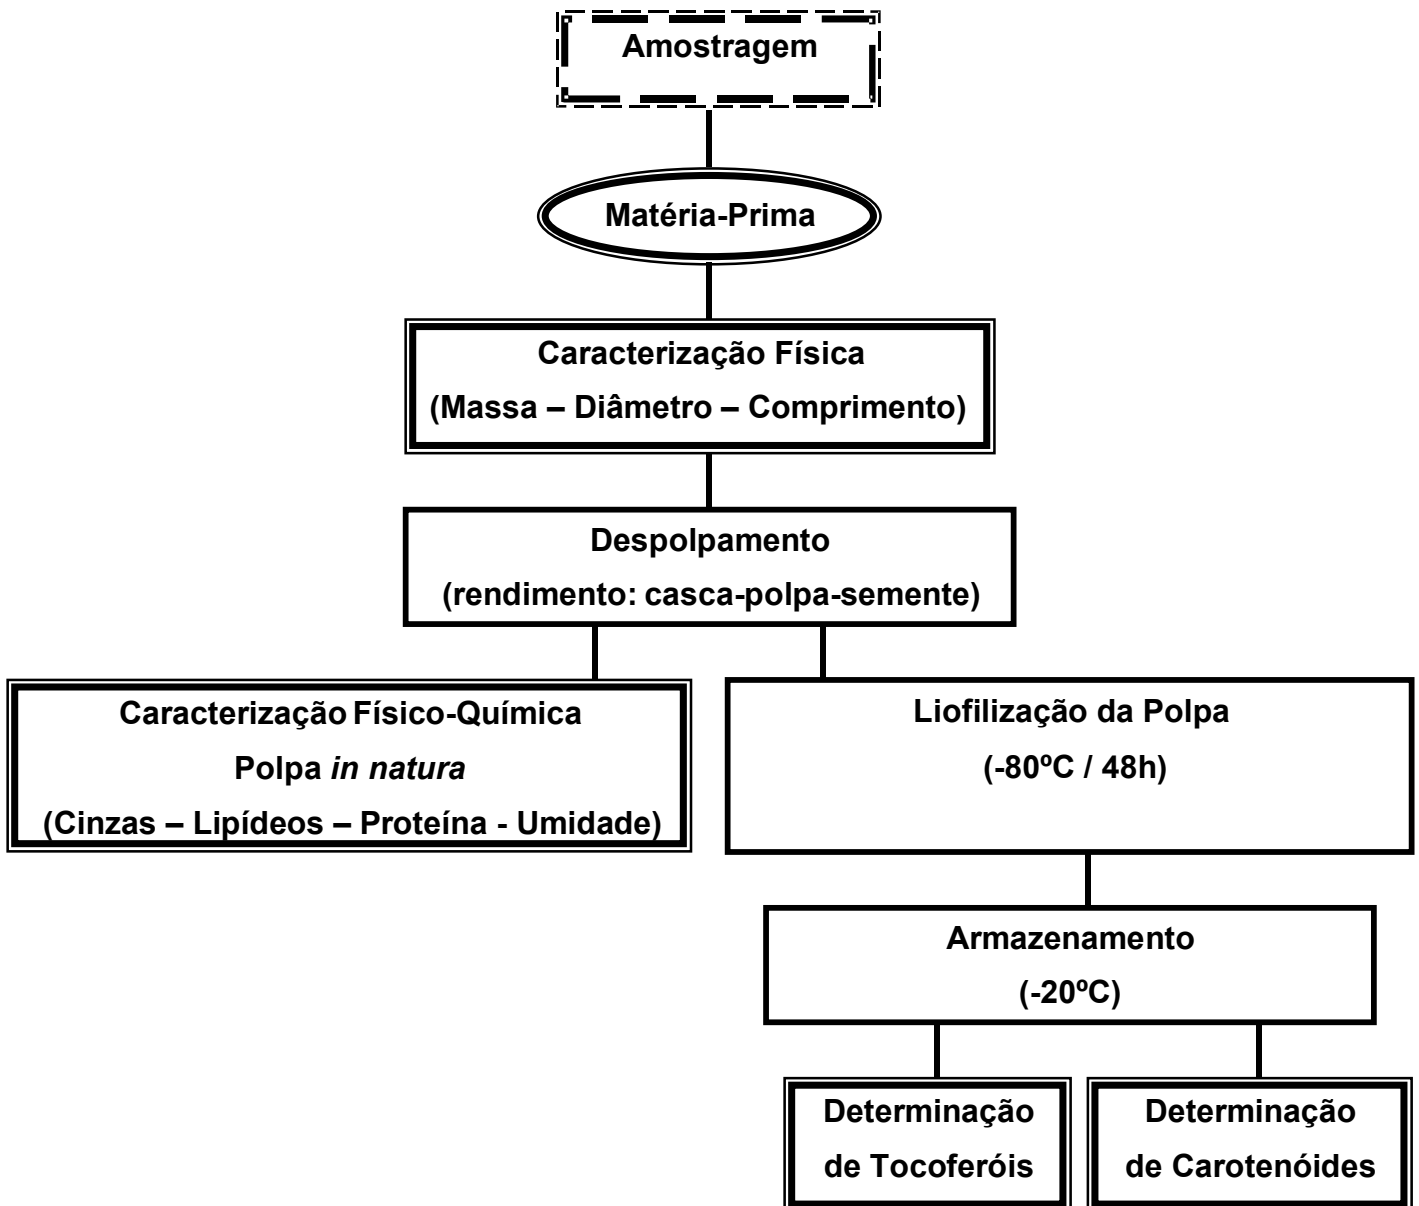 Amostragem
Matéria-Prima
Caracterização Física
(Massa – Diâmetro – Comprimento)
Despolpamento
(rendimento: casca-polpa-semente)
Caracterização Físico-Química
Polpa in natura
(Cinzas – Lipídeos – Proteína - Umidade)
Liofilização da Polpa
(-80ºC / 48h)
Armazenamento
(-20ºC)
Determinação
de Tocoferóis
Determinação
de Carotenóides